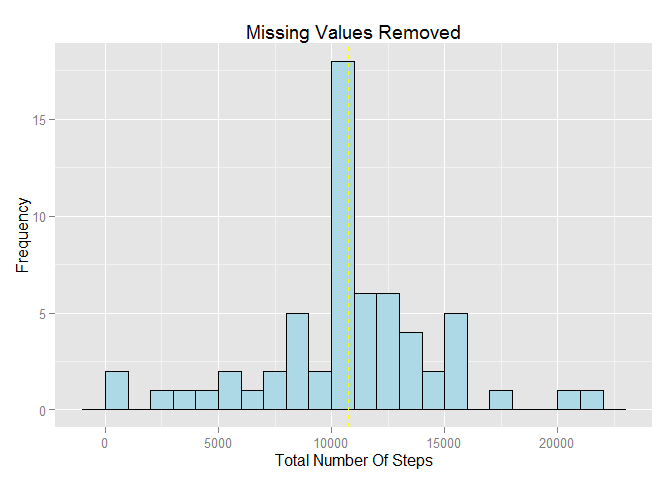 Missing Values Removed
15
10
5
0
Frequency
0 5000 10000 15000 20000
Total Number Of Steps